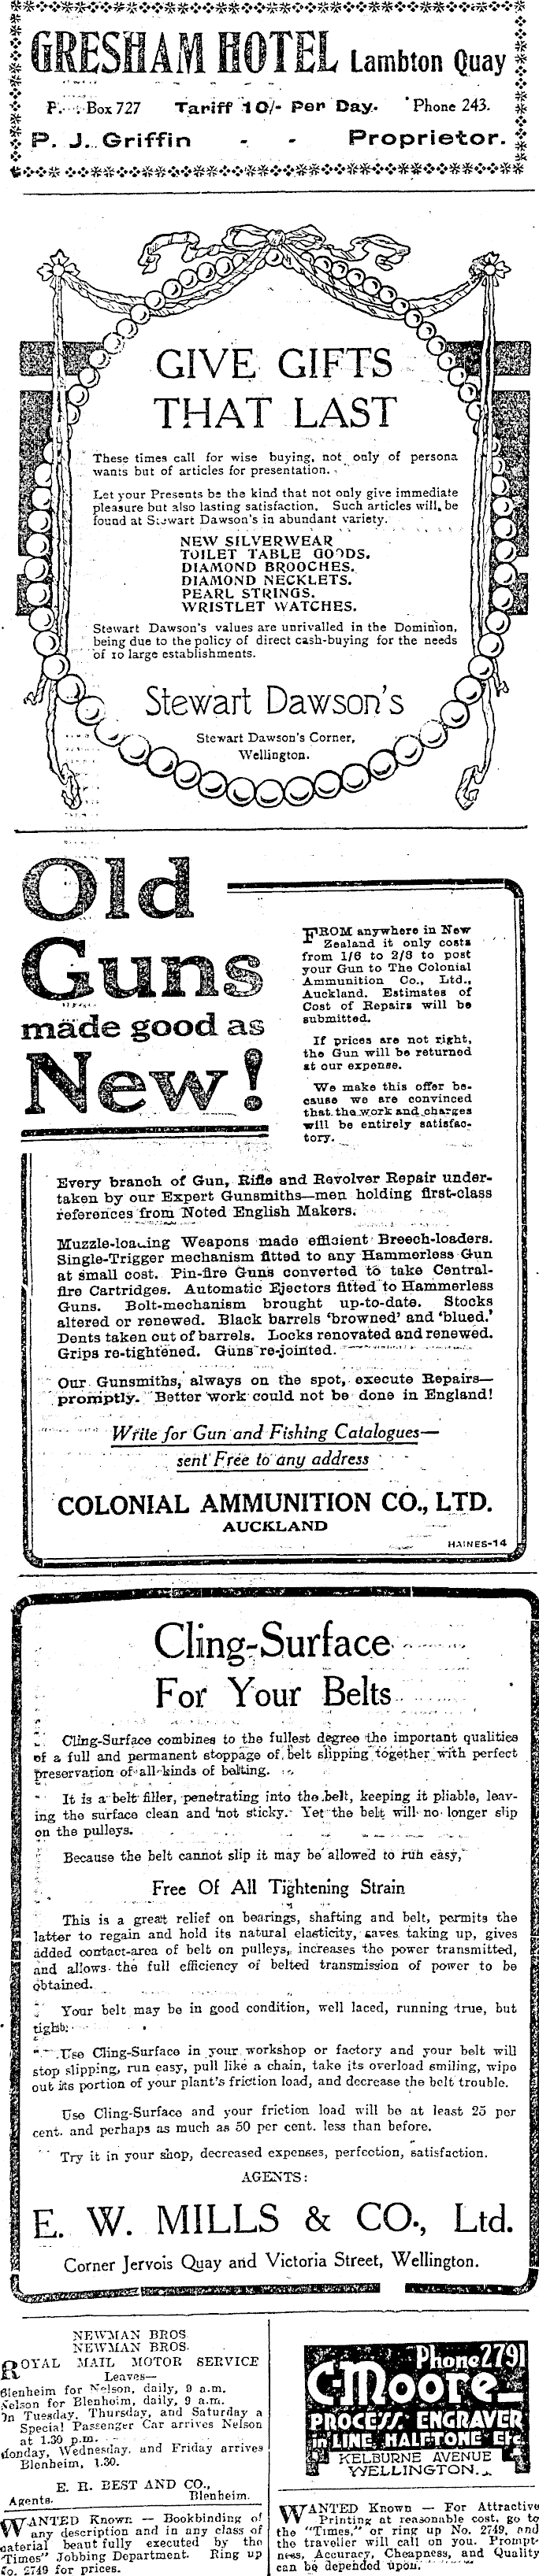 GRESHAM HOTEL Lambton Quay
Box 727 Tariff 10/- Per Day. 'Phone 243.
P. J. Griffin - - Proprietor.
GIVE GIFTS
THAT LAST
These times call for wise buying, not only of persona
wants but of articles for presentation.
Let your Presents be the kind that not only give immediate
pleasure but also lasting satisfaction. Such articles will be
found at Stewart Dawson's in abundant variety.
NEW SILVERWEAR
TOILET TABLE GOODS.
DIAMOND BROOCHES.
DIAMOND NECKLETS.
PEARL STRINGS.
WRISTLET WATCHES.
Stewart Dawson's values are unrivalled in the Dominion,
being due to the policy of direct cash-buying for the needs
of 10 large establishments.
Stewart Dawson's
Stewart Dawson's Corner,
Wellington.
Old
Guns
made good as
New!
FROM anywhere in New
Zealand it only costs
from 1/6 to 2/3 to post
your Gun to The Colonial
Ammunition Co., Ltd.,
Auckland. Estimates of
Cost of Repairs will be
submitted.
If prices are not right,
the Gun will be returned
at our expense.
We make this offer be-
cause we are convinced
that the work and charges
will be entirely satisfac-
tory.
Every branch of Gun, Rifle and Revolver Repair under-
taken by our Expert Gunsmiths—men holding first-class
references from Noted English Makers.
Muzzle-loading Weapons made efficient Breech-loaders.
Single-Trigger mechanism fitted to any Hammerless Gun
at small cost. Pin-fire Guns converted to take Central-
fire Cartridges. Automatic Ejectors fitted to Hammerless
Guns. Bolt-mechanism brought up-to-date. Stocks
altered or renewed. Black barrels 'browned' and 'blued.'
Dents taken out of barrels. Locks renovated and renewed.
Grips re-tightened. Guns re-jointed.
Our Gunsmiths, always on the spot, execute Repairs—
promptly. Better work could not be done in England!
Write for Gun and Fishing Catalogues—
sent Free to any address
COLONIAL AMMUNITION CO., LTD.
AUCKLAND
HAINES-14
Cling-Surface
For Your Belts
Cling-Surface combines to the fullest degree the important qualities
of a full and permanent stoppage of belt slipping together with perfect
preservation of all kinds of belting.
It is a belt filler, penetrating into the belt, keeping it pliable, leav-
ing the surface clean and not sticky. Yet the belt will no longer slip
on the pulleys.
Because the belt cannot slip it may be allowed to run easy,
Free Of All Tightening Strain
This is a great relief on bearings, shafting and belt, permits the
latter to regain and hold its natural elasticity, saves taking up, gives
added contact-area of belt on pulleys, increases the power transmitted,
and allows the full efficiency of belted transmission of power to be
obtained.
Your belt may be in good condition, well laced, running true, but
tight:
Use Cling-Surface in your workshop or factory and your belt will
stop slipping, run easy, pull like a chain, take its overload smiling, wipe
out its portion of your plant's friction load, and decrease the belt trouble.
Use Cling-Surface and your friction load will be at least 25 per
cent. and perhaps as much as 50 per cent. less than before.
Try it in your shop, decreased expenses, perfection, satisfaction.
AGENTS:
E. W. MILLS & CO., Ltd.
Corner Jervois Quay and Victoria Street, Wellington.
NEWMAN BROS
NEWMAN BROS.
ROYAL MAIL MOTOR SERVICE
Leaves—
Blenheim for Nelson, daily, 9 a.m.
Nelson for Blenheim, daily, 9 a.m.
On Tuesday, Thursday, and Saturday a
Special Passenger Car arrives Nelson
at 1.30 p.m.
Monday, Wednesday, and Friday arrives
Blenheim, 1.30.
E. H. BEST AND CO.,
Agents. Blenheim.
WANTED Known — Bookbinding of
any description and in any class of
material beautifully executed by the
"Times" Jobbing Department. Ring up
No. 2749 for prices.
Phone 2791
C. Moore
PROCESS ENGRAVER
IN LINE, HALFTONE Etc
KELBURNE AVENUE
WELLINGTON.
WANTED Known — For Attractive
Printing at reasonable cost, go to
the "Times," or ring up No. 2749, and
the traveller will call on you. Prompt-
ness, Accuracy, Cheapness, and Quality
can be depended upon.